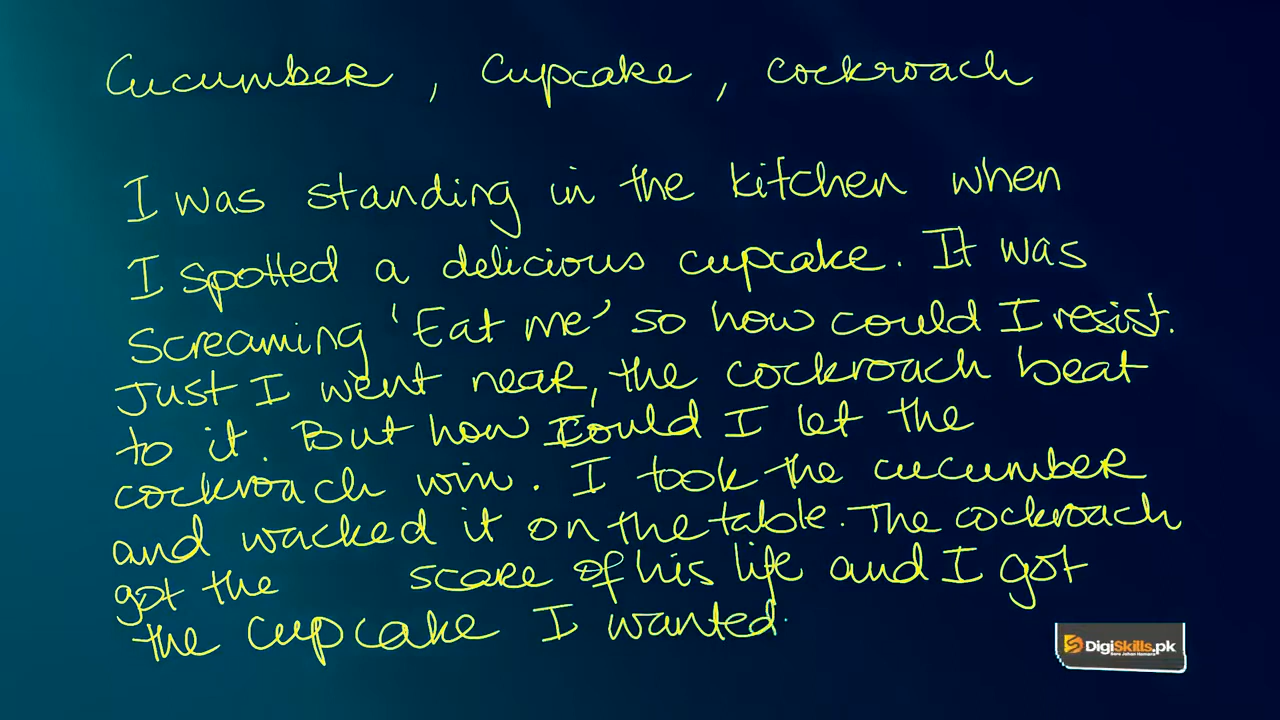 Cucumber, Cupcake, cockroach
I was standing in the kitchen when
I spotted a delicious cupcake. It was
screaming 'Eat me' so how could I resist.
Just I went near, the cockroach beat
to it. But how could I let the
cockroach win. I took the cucumber
and wacked it on the table. The cockroach
got the scare of his life and I got
the cupcake I wanted.
DigiSkills.pk